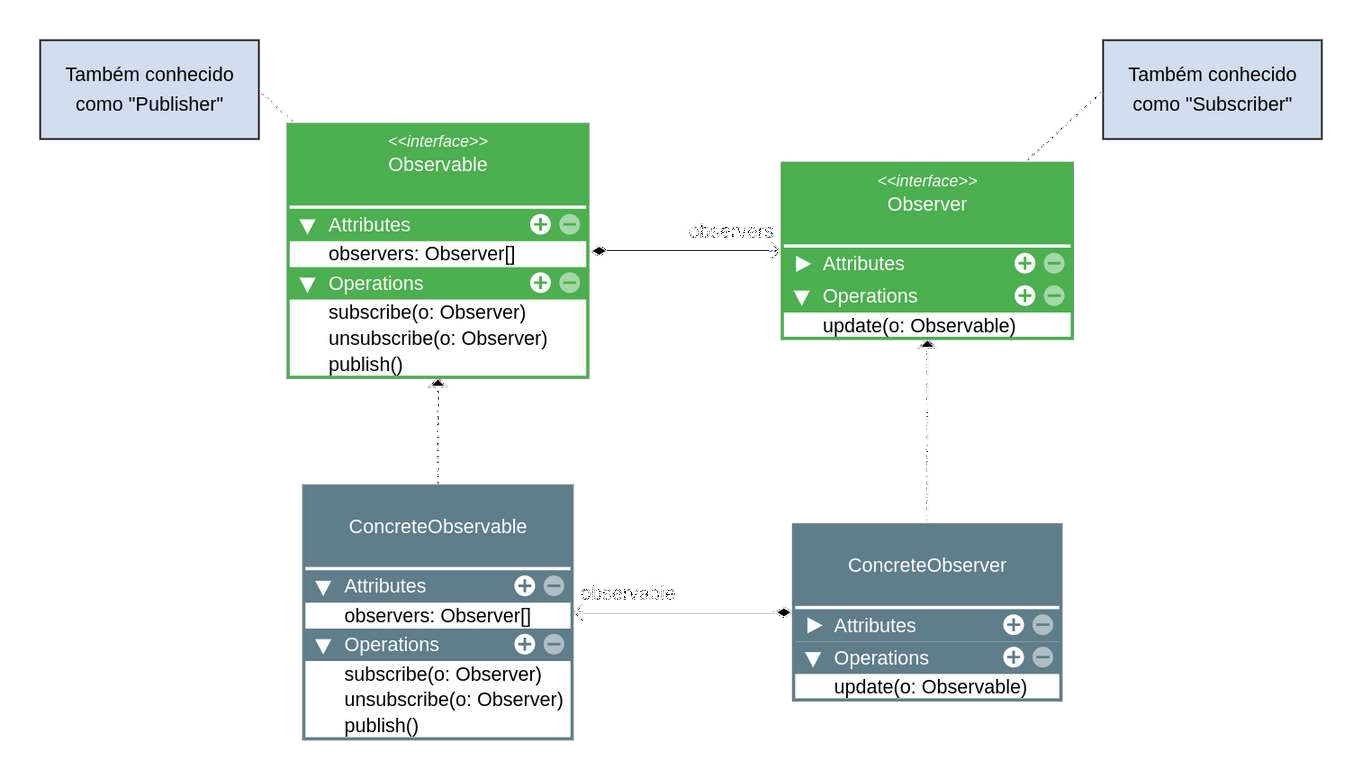 Também conhecido
como "Publisher"
Também conhecido
como "Subscriber"
<<interface>>
Observable
Attributes
observers: Observer[]
Operations
subscribe(o: Observer)
unsubscribe(o: Observer)
publish()
observers
<<interface>>
Observer
Attributes
Operations
update(o: Observable)
ConcreteObservable
Attributes
observers: Observer[]
Operations
subscribe(o: Observer)
unsubscribe(o: Observer)
publish()
observable
ConcreteObserver
Attributes
Operations
update(o: Observable)